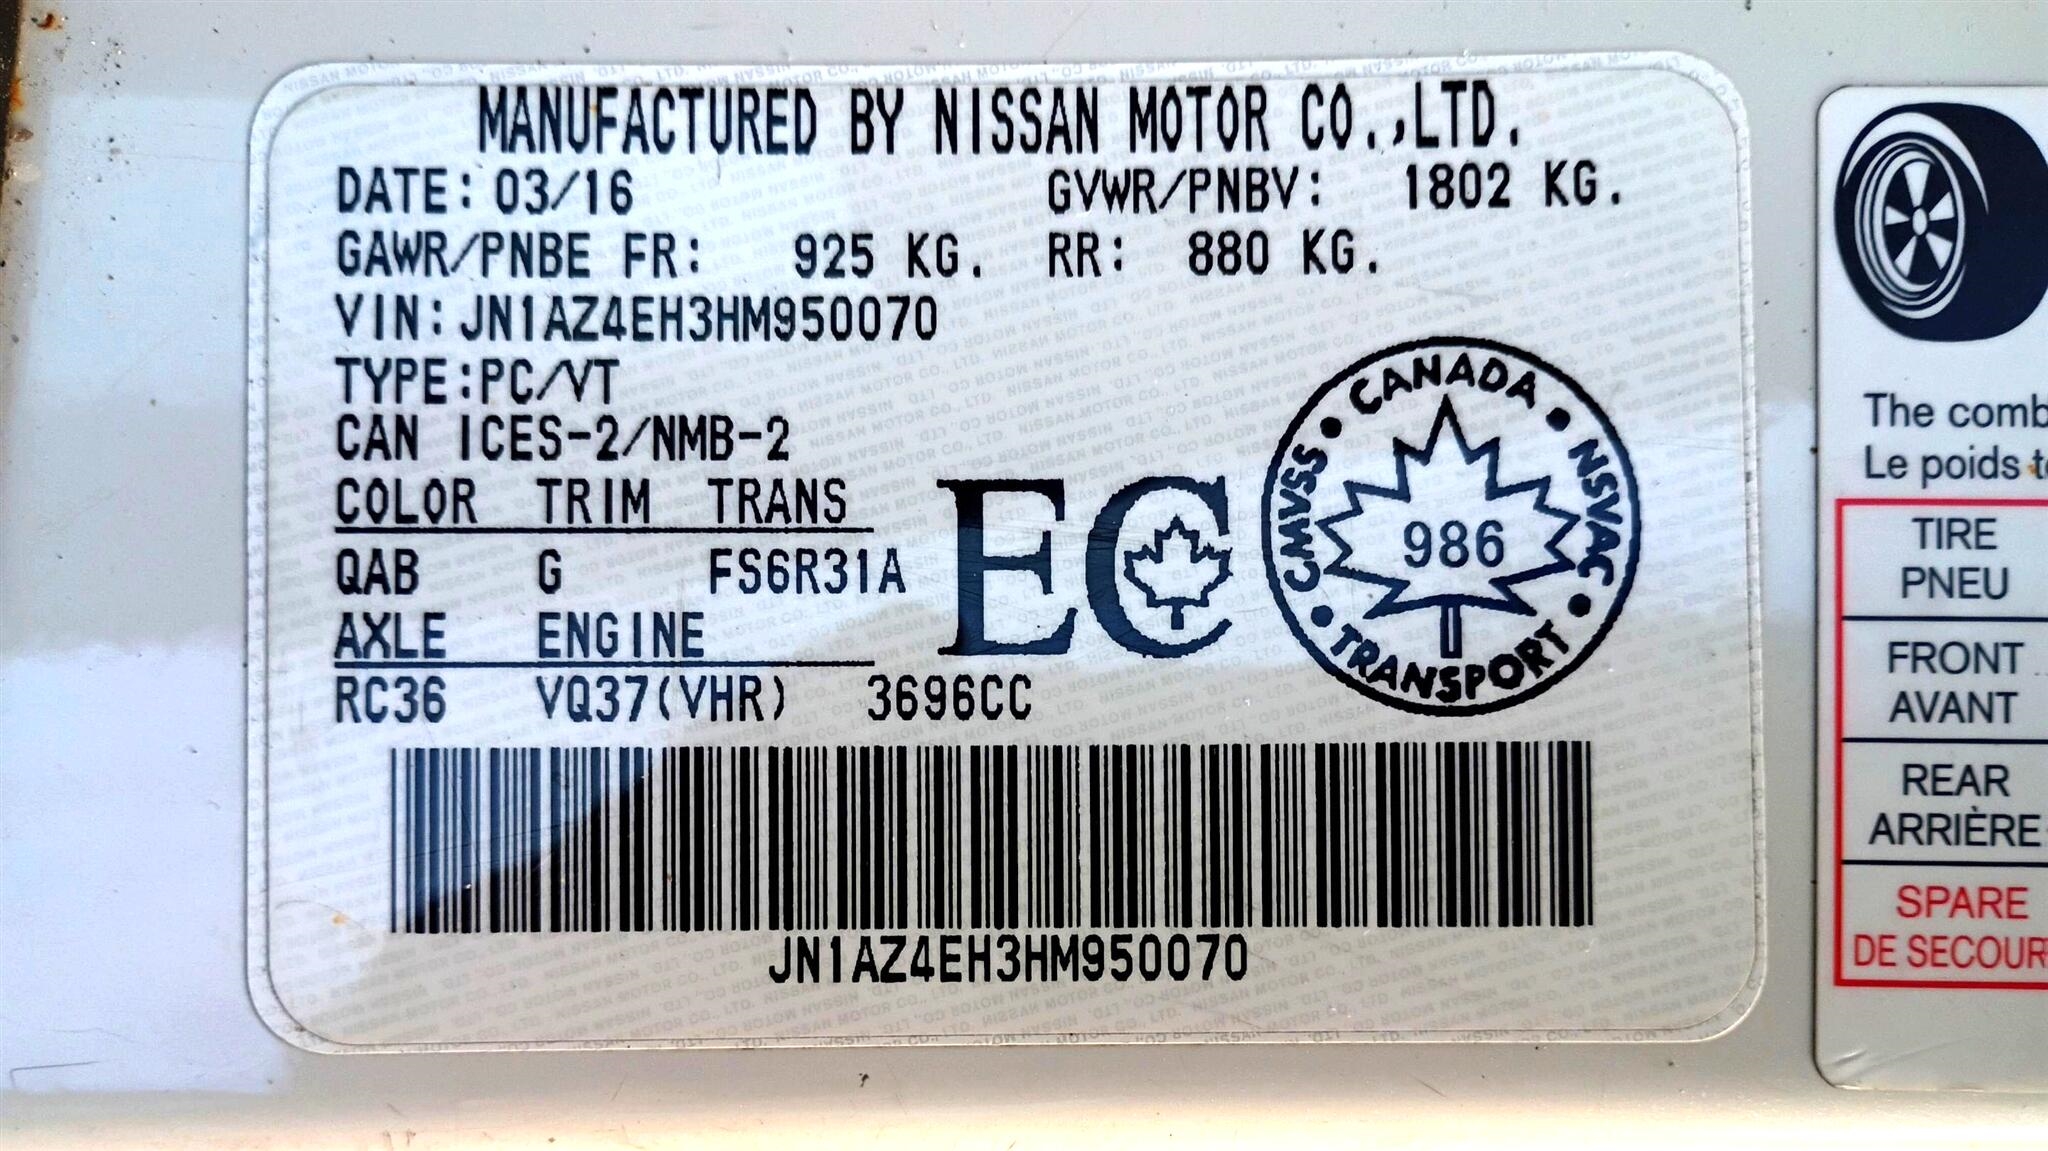 MANUFACTURED BY NISSAN MOTOR CO.,LTD.
DATE: 03/16 GVWR/PNBV: 1802 KG.
GAWR/PNBE FR: 925 KG. RR: 880 KG.
VIN: JN1AZ4EH3HM950070
TYPE:PC/VT
CAN ICES-2/NMB-2
COLOR TRIM TRANS
QAB G FS6R31A
AXLE ENGINE
RC36 VQ37(VHR) 3696CC
EC
CANADA
CMVSS
NSVAC
986
TRANSPORT
JN1AZ4EH3HM950070
The comb
Le poids
TIRE
PNEU
FRONT
AVANT
REAR
ARRIÈRE
SPARE
DE SECOUR